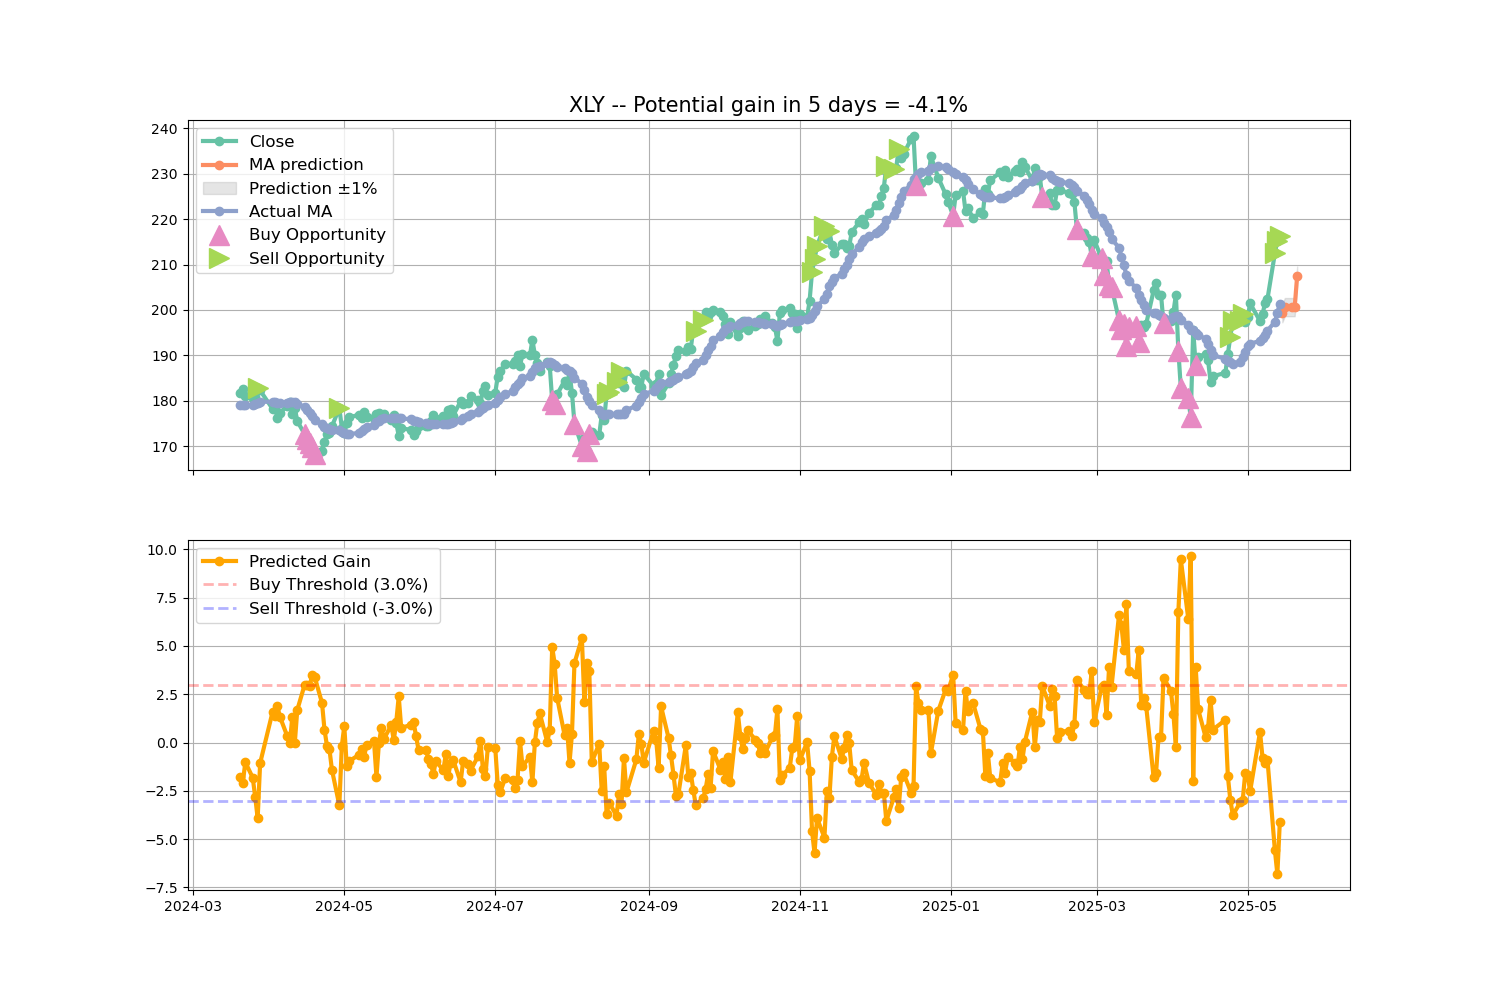 XLY -- Potential gain in 5 days = -4.1%
240
230
220
210
200
190
180
170
Close
MA prediction
Prediction ±1%
Actual MA
Buy Opportunity
Sell Opportunity
10.0
7.5
5.0
2.5
0.0
−2.5
−5.0
−7.5
Predicted Gain
Buy Threshold (3.0%)
Sell Threshold (-3.0%)
2024-03
2024-05
2024-07
2024-09
2024-11
2025-01
2025-03
2025-05